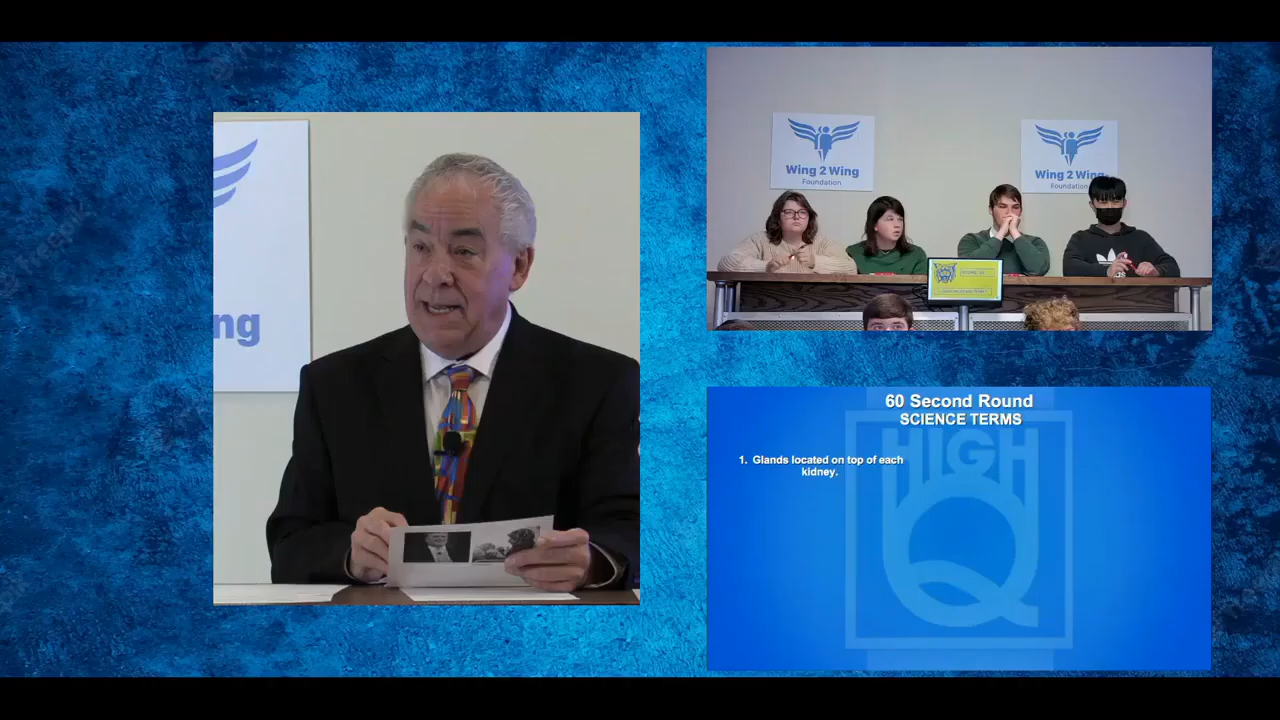 ng
Wing 2 Wing
Foundation
Wing 2 Wing
Foundation
60 Second Round
SCIENCE TERMS
1. Glands located on top of each
kidney.
HIGH
Q